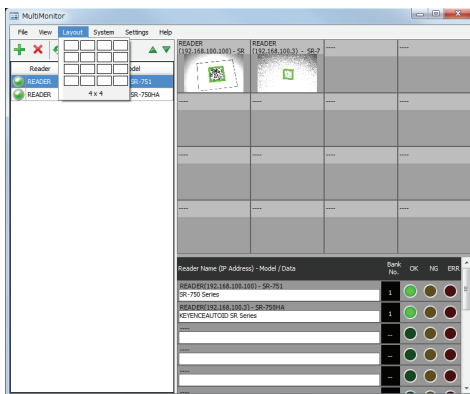 MultiMonitor
File View Layout System Settings Help
4 x 4
Reader
READER SR-751
READER SR-750HA
READER
(192.168.100.100) - SR
READER
(192.168.100.3) - SR-7
----
----
----
----
----
----
----
----
----
----
----
----
----
----
Reader Name (IP Address) - Model / Data
Bank
No.
OK NG ERR
READER(192.168.100.100) - SR-751
SR-750 Series
1
READER(192.168.100.3) - SR-750HA
KEYENCEAUTOID SR Series
1
----
--
----
--
----
--
----